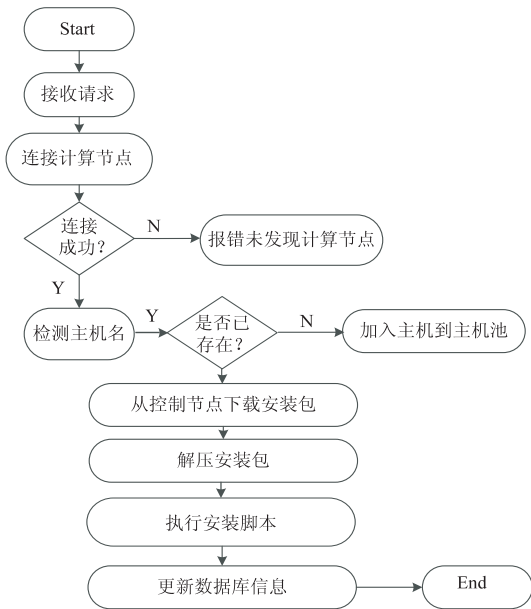 Start
接收请求
连接计算节点
连接
成功？
N
报错未发现计算节点
Y
检测主机名
Y
是否已
存在？
N
加入主机到主机池
从控制节点下载安装包
解压安装包
执行安装脚本
更新数据库信息
End